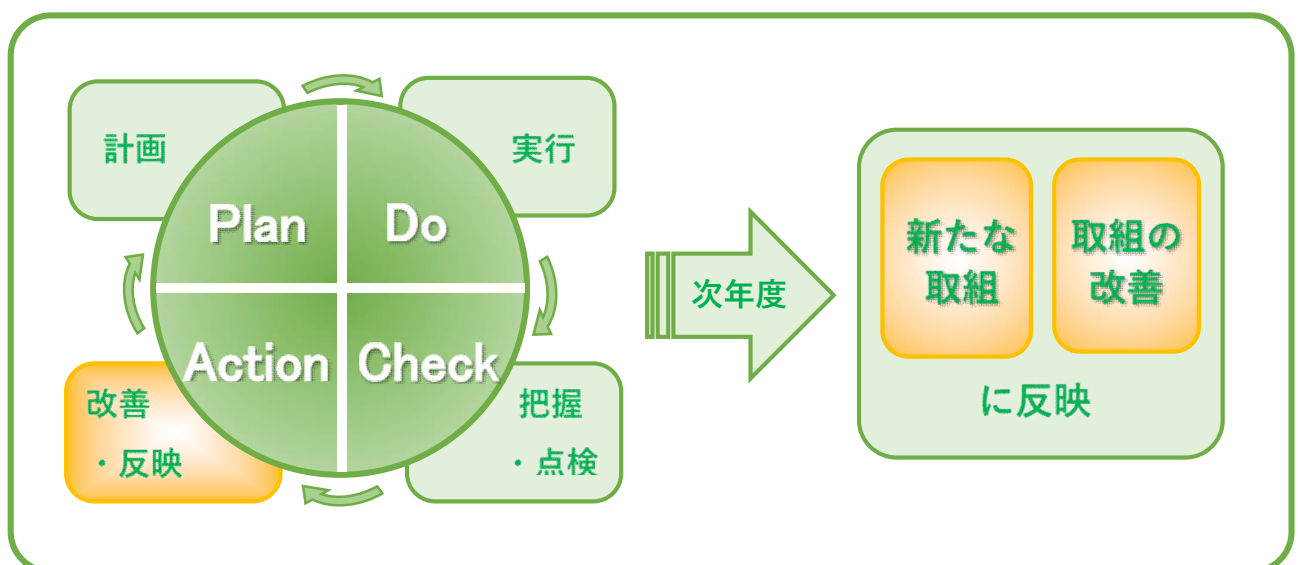 計画
実行
Plan
Do
Action
Check
改善
・反映
把握
・点検
次年度
新たな
取組
取組の
改善
に反映